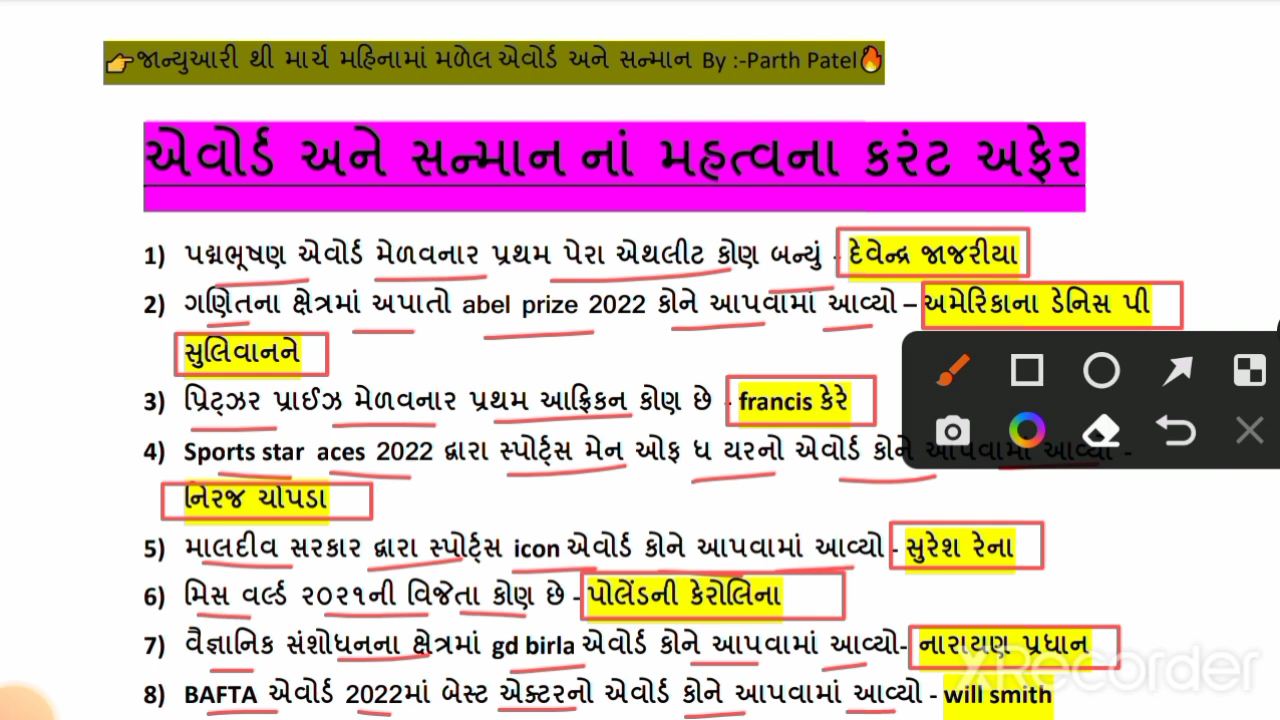 👉જાન્યુઆરી થી માર્ચ મહિનામાં મળેલ એવોર્ડ અને સન્માન By :-Parth Patel🔥
એવોર્ડ અને સન્માન નાં મહત્વના કરંટ અફેર
1) પદ્મભૂષણ એવોર્ડ મેળવનાર પ્રથમ પેરા એથલીટ કોણ બન્યું - દેવેન્દ્ર જાજરીયા
2) ગણિતના ક્ષેત્રમાં અપાતો abel prize 2022 કોને આપવામાં આવ્યો – અમેરિકાના ડેનિસ પી
સુલિવાનને
3) પ્રિટ્ઝર પ્રાઈઝ મેળવનાર પ્રથમ આફ્રિકન કોણ છે - francis કેરે
4) Sports star aces 2022 દ્વારા સ્પોર્ટ્સ મેન ઓફ ધ યરનો એવોર્ડ કોને આપવામાં આવ્યો -
નિરજ ચોપડા
5) માલદીવ સરકાર દ્વારા સ્પોર્ટ્સ icon એવોર્ડ કોને આપવામાં આવ્યો - સુરેશ રેના
6) મિસ વર્લ્ડ ૨૦૨૧ની વિજેતા કોણ છે - પોલેંડની કેરોલિના
7) વૈજ્ઞાનિક સંશોધનના ક્ષેત્રમાં gd birla એવોર્ડ કોને આપવામાં આવ્યો- નારાયણ પ્રધાન
XRecorder
8) BAFTA એવોર્ડ 2022માં બેસ્ટ એક્ટરનો એવોર્ડ કોને આપવામાં આવ્યો - will smith